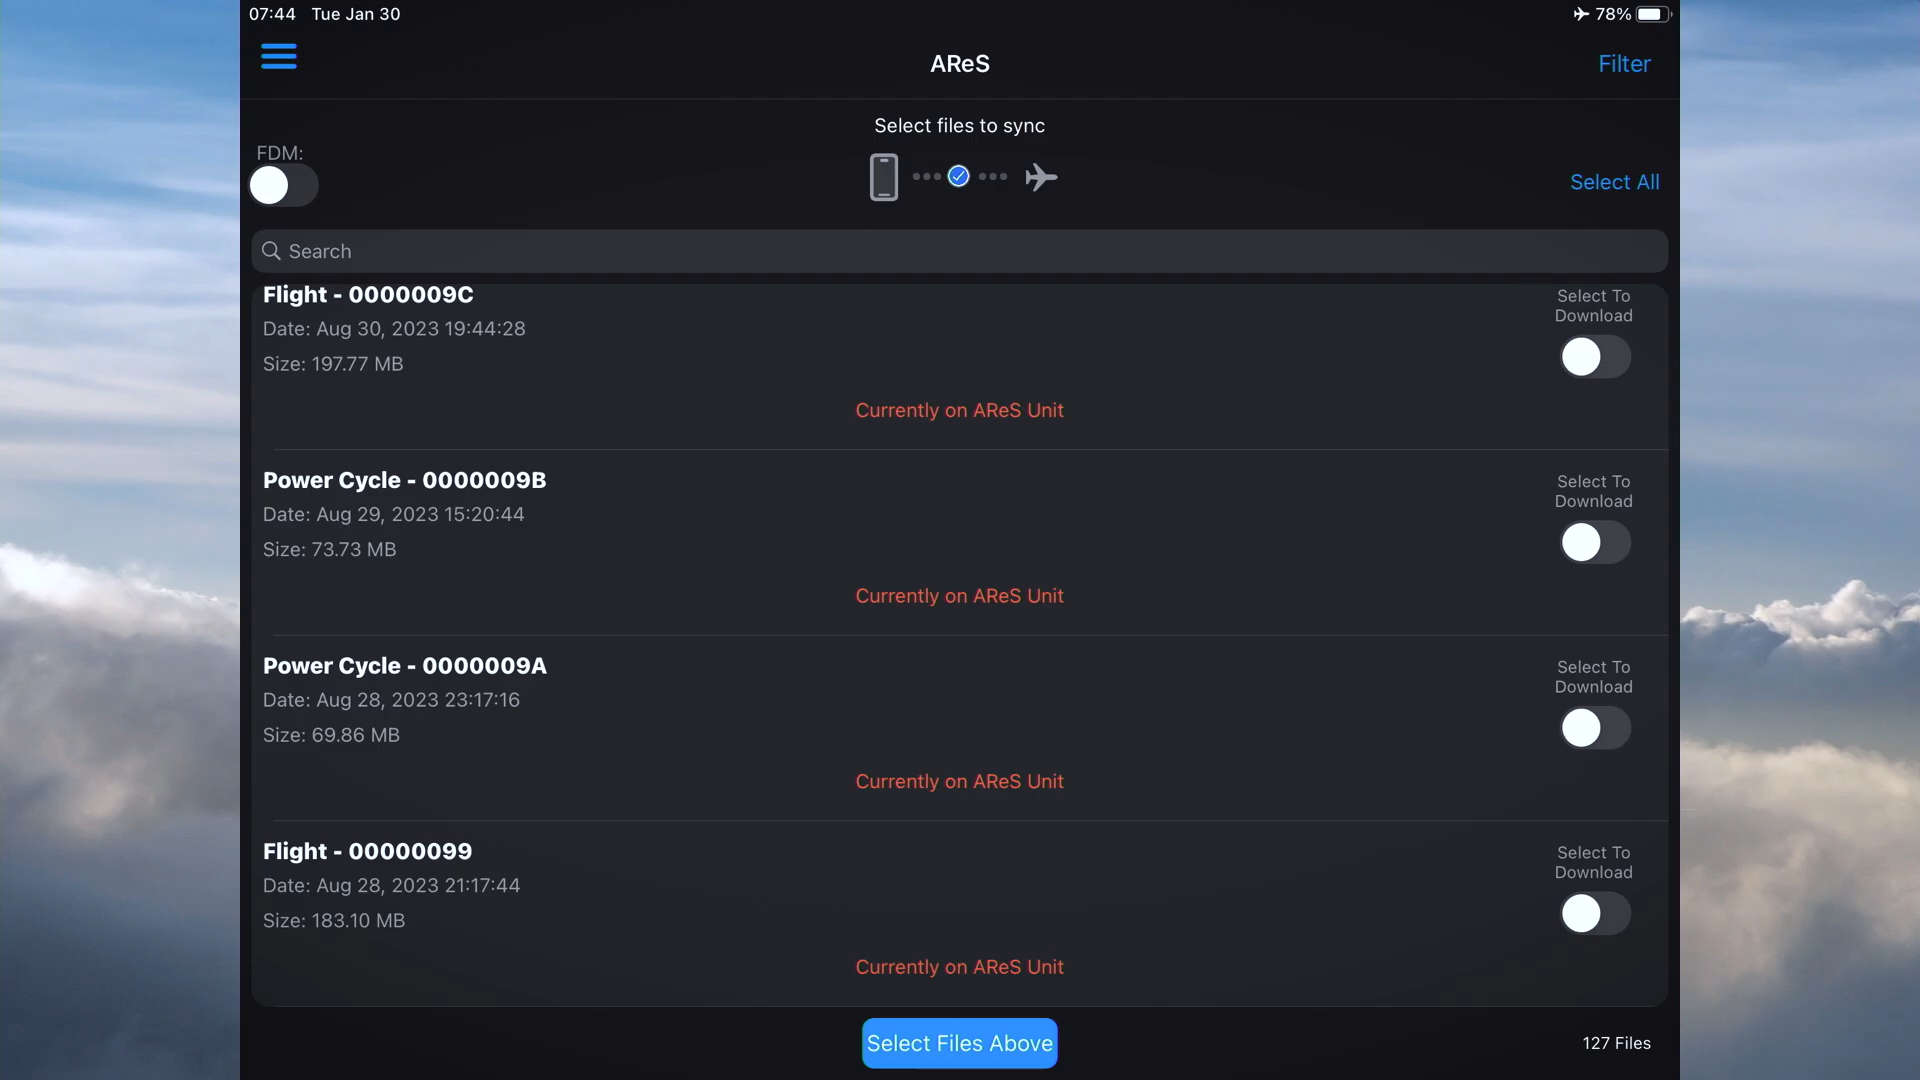 07:44 Tue Jan 30
78%
AReS
Filter
Select files to sync
FDM:
Select All
Search
Flight - 0000009C
Date: Aug 30, 2023 19:44:28
Size: 197.77 MB
Select To
Download
Currently on AReS Unit
Power Cycle - 0000009B
Date: Aug 29, 2023 15:20:44
Size: 73.73 MB
Select To
Download
Currently on AReS Unit
Power Cycle - 0000009A
Date: Aug 28, 2023 23:17:16
Size: 69.86 MB
Select To
Download
Currently on AReS Unit
Flight - 00000099
Date: Aug 28, 2023 21:17:44
Size: 183.10 MB
Select To
Download
Currently on AReS Unit
Select Files Above
127 Files